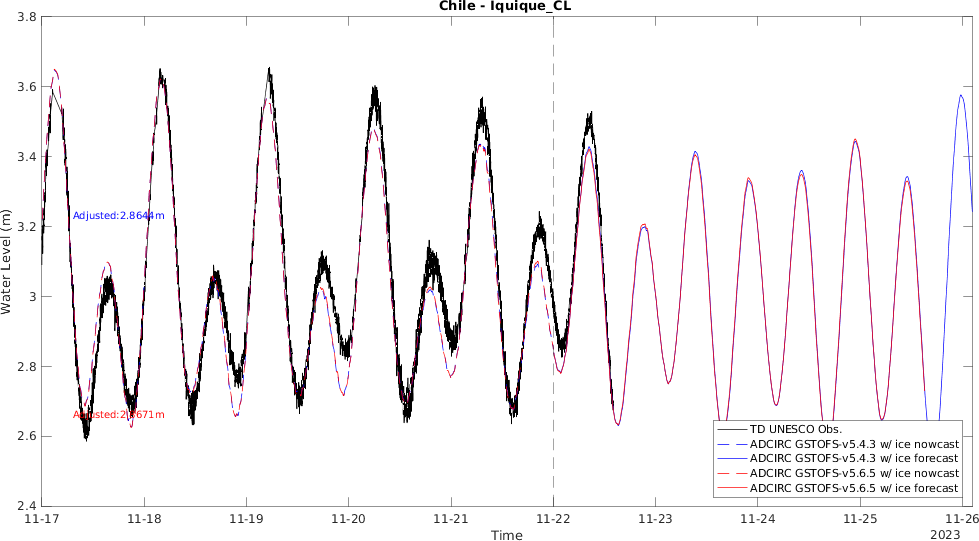 Chile - Iquique_CL
Water Level (m)
3.8
3.6
3.4
3.2
3
2.8
2.6
2.4
Adjusted:2.8644m
TD UNESCO Obs.
ADCIRC GSTOFS-v5.4.3 w/ ice nowcast
ADCIRC GSTOFS-v5.4.3 w/ ice forecast
ADCIRC GSTOFS-v5.6.5 w/ ice nowcast
ADCIRC GSTOFS-v5.6.5 w/ ice forecast
11-17 11-18 11-19 11-20 11-21 11-22 11-23 11-24 11-25 11-26
Time
2023